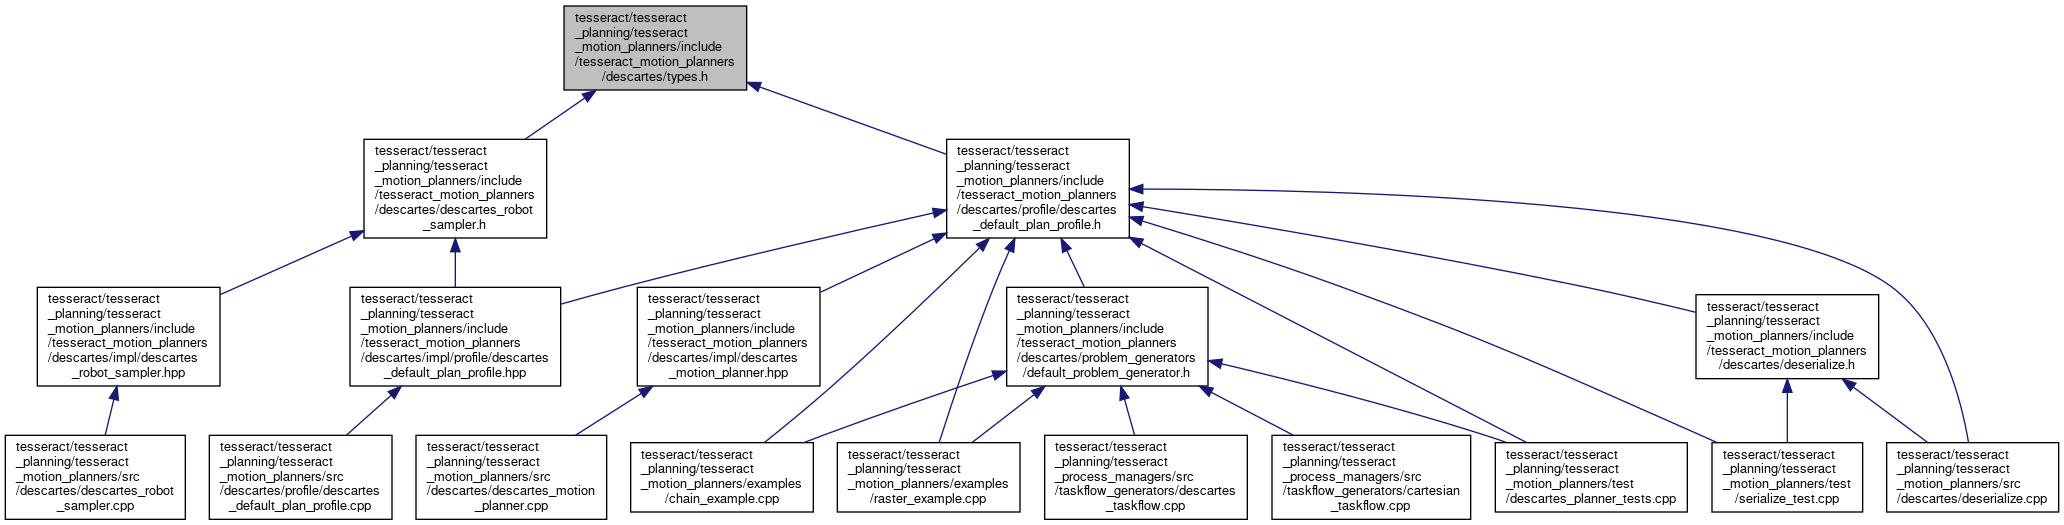 tesseract/tesseract
_planning/tesseract
_motion_planners/include
/tesseract_motion_planners
/descartes/types.h
tesseract/tesseract
_planning/tesseract
_motion_planners/include
/tesseract_motion_planners
/descartes/descartes_robot
_sampler.h
tesseract/tesseract
_planning/tesseract
_motion_planners/include
/tesseract_motion_planners
/descartes/profile/descartes
_default_plan_profile.h
tesseract/tesseract
_planning/tesseract
_motion_planners/include
/tesseract_motion_planners
/descartes/impl/descartes
_robot_sampler.hpp
tesseract/tesseract
_planning/tesseract
_motion_planners/include
/tesseract_motion_planners
/descartes/impl/profile/descartes
_default_plan_profile.hpp
tesseract/tesseract
_planning/tesseract
_motion_planners/include
/tesseract_motion_planners
/descartes/impl/descartes
_motion_planner.hpp
tesseract/tesseract
_planning/tesseract
_motion_planners/include
/tesseract_motion_planners
/descartes/problem_generators
/default_problem_generator.h
tesseract/tesseract
_planning/tesseract
_motion_planners/include
/tesseract_motion_planners
/descartes/deserialize.h
tesseract/tesseract
_planning/tesseract
_motion_planners/src
/descartes/descartes_robot
_sampler.cpp
tesseract/tesseract
_planning/tesseract
_motion_planners/src
/descartes/profile/descartes
_default_plan_profile.cpp
tesseract/tesseract
_planning/tesseract
_motion_planners/src
/descartes/descartes_motion
_planner.cpp
tesseract/tesseract
_planning/tesseract
_motion_planners/examples
/chain_example.cpp
tesseract/tesseract
_planning/tesseract
_motion_planners/examples
/raster_example.cpp
tesseract/tesseract
_planning/tesseract
_process_managers/src
/taskflow_generators/descartes
_taskflow.cpp
tesseract/tesseract
_planning/tesseract
_process_managers/src
/taskflow_generators/cartesian
_taskflow.cpp
tesseract/tesseract
_planning/tesseract
_motion_planners/test
/descartes_planner_tests.cpp
tesseract/tesseract
_planning/tesseract
_motion_planners/test
/serialize_test.cpp
tesseract/tesseract
_planning/tesseract
_motion_planners/src
/descartes/deserialize.cpp